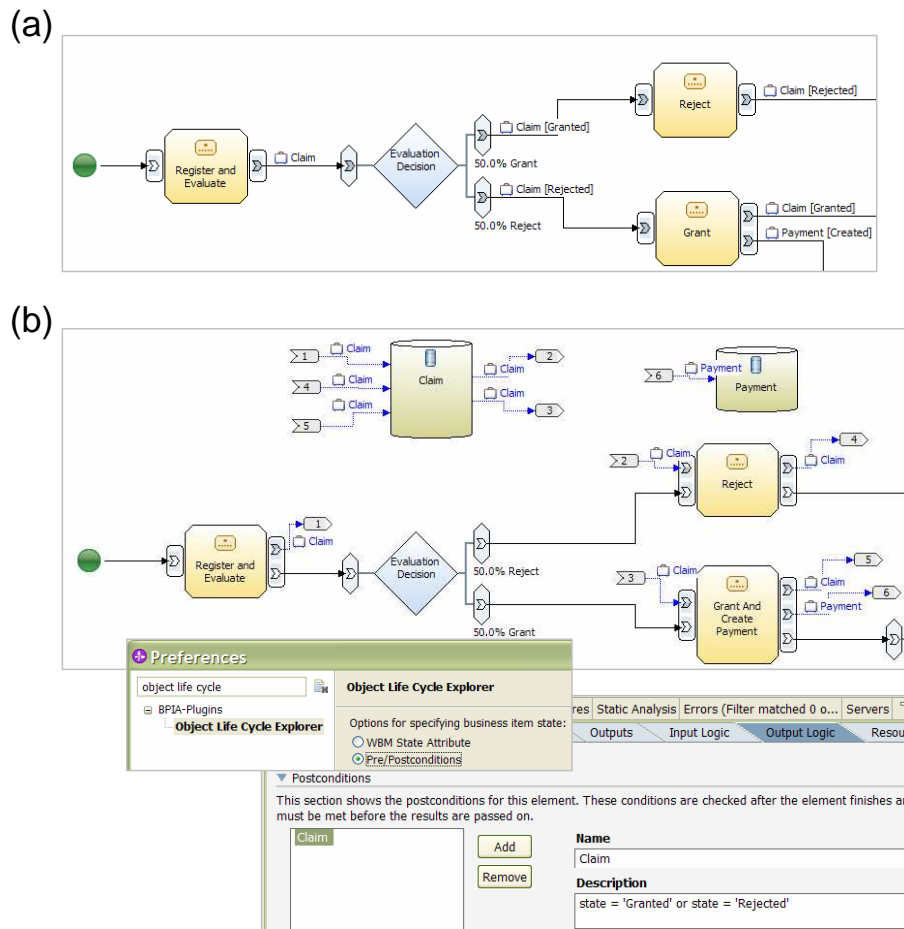 (a)
Claim [Rejected]
Reject
Claim [Granted]
Evaluation
Decision
Claim
50.0% Grant
Register and
Evaluate
Claim [Rejected]
Claim [Granted]
50.0% Reject
Grant
Payment [Created]
(b)
1
Claim
2
Claim
Claim
6
Payment
4
Claim
Claim
Payment
3
5
Claim
4
2
Claim
Claim
Reject
1
Claim
Register and
Evaluate
Evaluation
Decision
50.0% Reject
5
3
Claim
Claim
6
Grant And
Create
Payment
Payment
50.0% Grant
Preferences
object life cycle
Object Life Cycle Explorer
BPIA-Plugins
Object Life Cycle Explorer
Options for specifying business item state:
WBM State Attribute
Pre/Postconditions
res Static Analysis Errors (Filter matched 0 o... Servers
Outputs Input Logic Output Logic Resou
Postconditions
This section shows the postconditions for this element. These conditions are checked after the element finishes a
must be met before the results are passed on.
Claim
Add
Remove
Name
Claim
Description
state = 'Granted' or state = 'Rejected'